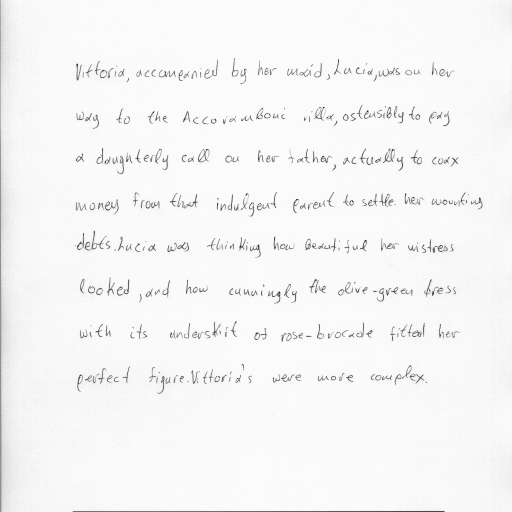 Vittoria, accompanied by her maid, Lucia, was on her
way to the Accoramboni villa, ostensibly to pay
a daughterly call on her father, actually to coax
money from that indulgent parent to settle her mounting
debts. Lucia was thinking how beautiful her mistress
looked, and how cunningly the olive-green dress
with its underskirt of rose-brocade fitted her
perfect figure. Vittoria's were more complex.